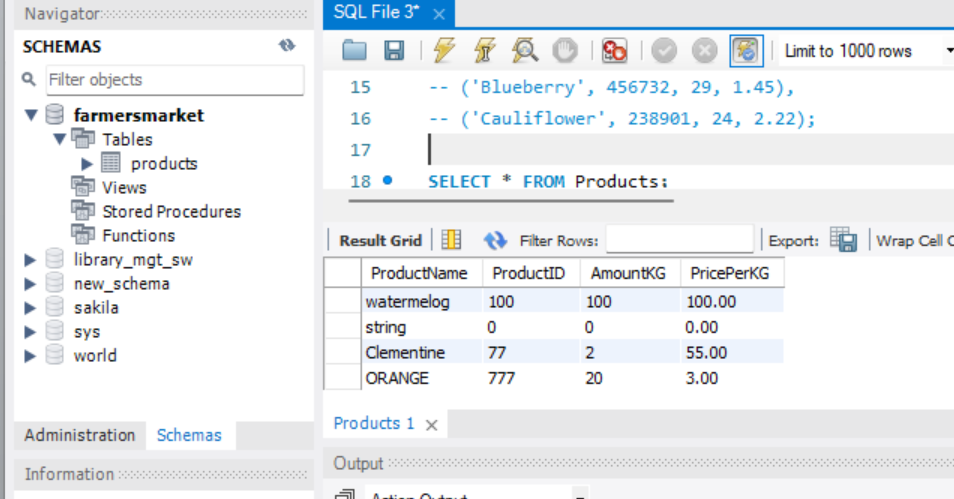 Navigator
SCHEMAS
Filter objects
farmersmarket
Tables
products
Views
Stored Procedures
Functions
library_mgt_sw
new_schema
sakila
sys
world
Administration Schemas
Information
SQL File 3* ×
Limit to 1000 rows
15 -- ('Blueberry', 456732, 29, 1.45),
16 -- ('Cauliflower', 238901, 24, 2.22);
17
18 SELECT * FROM Products;
Result Grid Filter Rows: Export: Wrap Cell
ProductName ProductID AmountKG PricePerKG
watermelog 100 100 100.00
string 0 0 0.00
Clementine 77 2 55.00
ORANGE 777 20 3.00
Products 1 ×
Output
Action Output